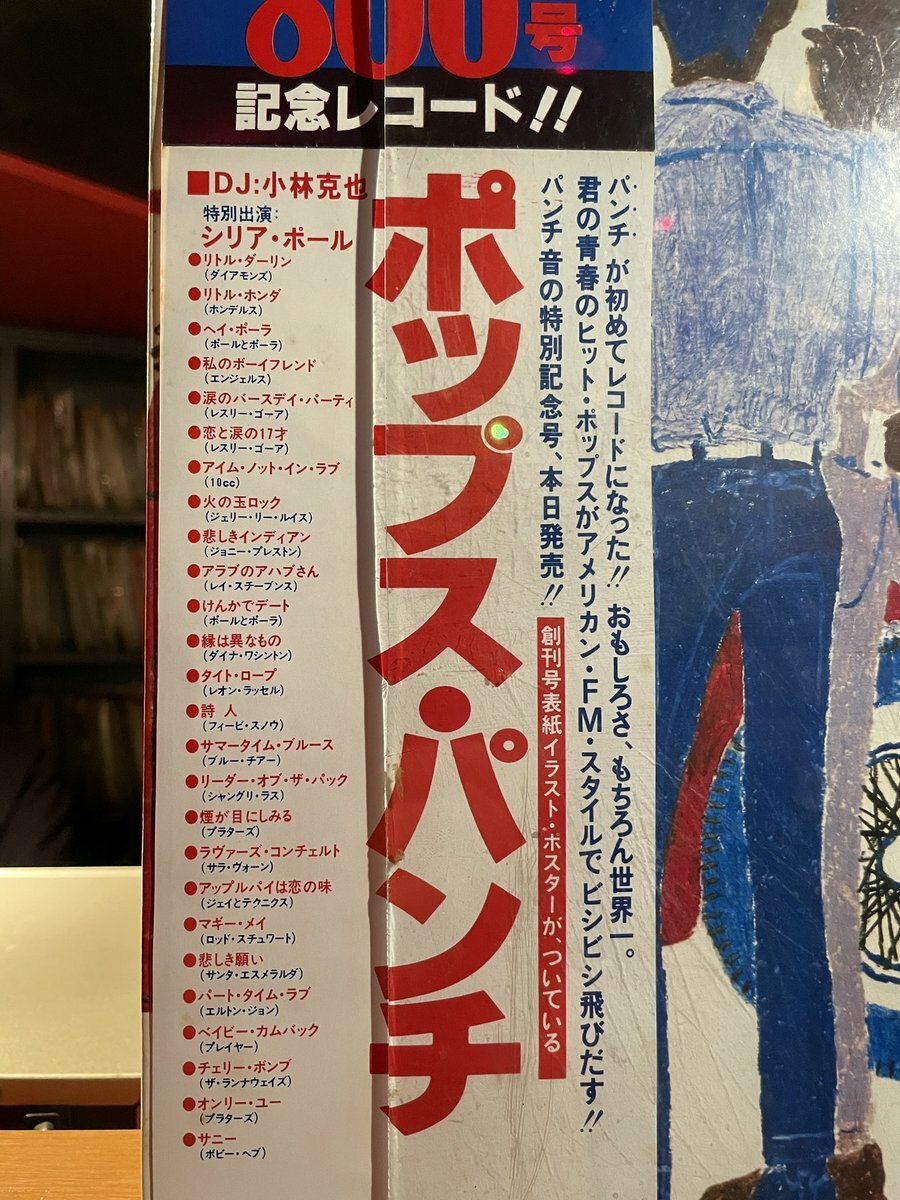 600号
記念レコード!!
■DJ:小林克也
特別出演:
シリア・ポール
●リトル・ダーリン
(ダイアモンズ)
●リトル・ホンダ
(ホンデルス)
●ヘイ・ポーラ
(ポールとポーラ)
●私のボーイフレンド
(エンジェルス)
●涙のバースデイ・パーティ
(レスリー・ゴーア)
●恋と涙の17才
(レスリー・ゴーア)
●アイム・ノット・イン・ラブ
(10cc)
●火の玉ロック
(ジェリー・リー・ルイス)
●悲しきインディアン
(ジョニー・プレストン)
●アラブのアハブさん
(レイ・スチーブンス)
●けんかでデート
(ポールとポーラ)
●縁は異なもの
(ダイナ・ワシントン)
●タイト・ロープ
(レオン・ラッセル)
●詩人
(フィービ・スノウ)
●サマータイム・ブルース
(ブルー・チアー)
●リーダー・オブ・ザ・パック
(シャングリ・ラス)
●煙が目にしみる
(プラターズ)
●ラヴァーズ・コンチェルト
(サラ・ヴォーン)
●アップルパイは恋の味
(ジェイとテクニクス)
●マギー・メイ
(ロッド・スチュワート)
●悲しき願い
(サンタ・エスメラルダ)
●パート・タイム・ラブ
(エルトン・ジョン)
●ベイビー・カムバック
(プレイヤー)
●チェリー・ボンブ
(ザ・ランナウェイズ)
●オンリー・ユー
(プラターズ)
●サニー
(ボビー・ヘブ)
ポップス・パンチ
パンチが初めてレコードになった!! おもしろさ、もちろん世界一。
君の青春のヒット・ポップスがアメリカン・FM・スタイルでビシビシ飛びだす!!
パンチ音の特別記念号、本日発売!!
創刊号表紙イラスト・ポスターが、ついている